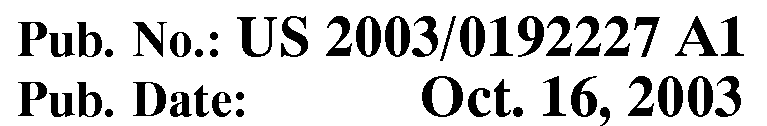 Pub. No.: US 2003/0192227 A1
Pub. Date: Oct. 16, 2003